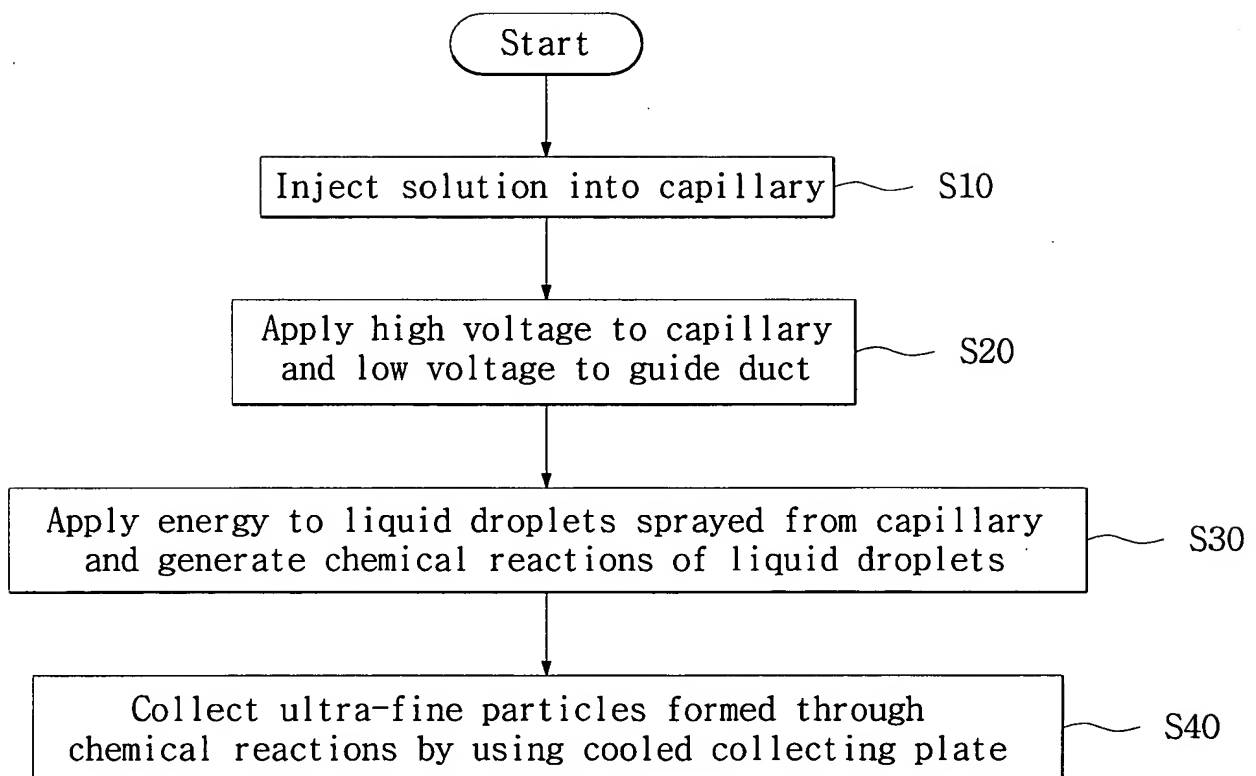 Start
Inject solution into capillary
S10
Apply high voltage to capillary
and low voltage to guide duct
S20
Apply energy to liquid droplets sprayed from capillary
and generate chemical reactions of liquid droplets
S30
Collect ultra-fine particles formed through
chemical reactions by using cooled collecting plate
S40